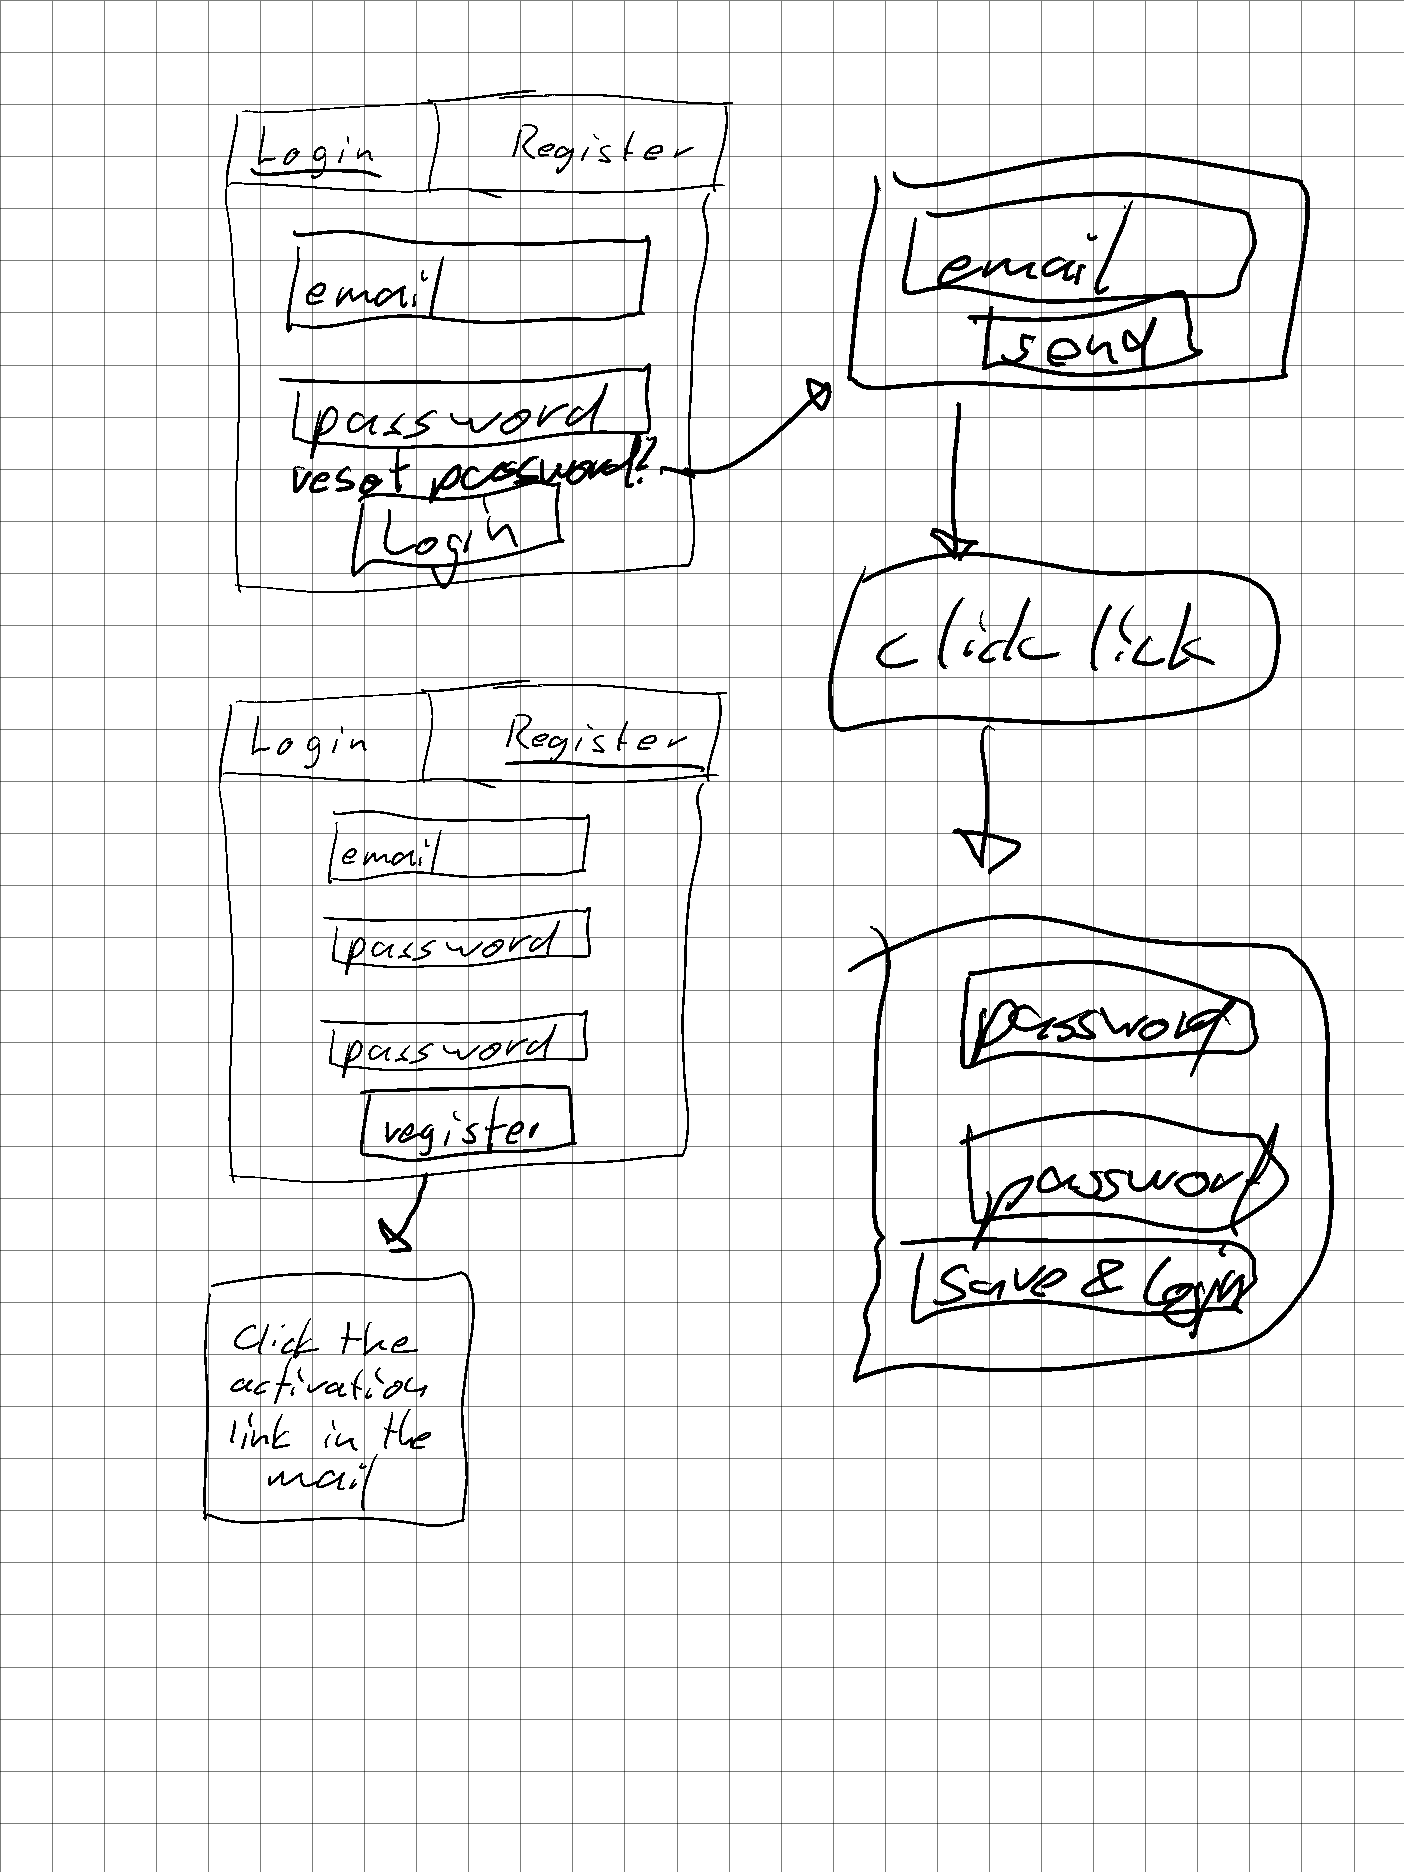 Login Register
email
password
reset password?
Login
email
send
click lick
password
password
save & Login
Login Register
email
password
password
register
Click the
activation
link in the
mail